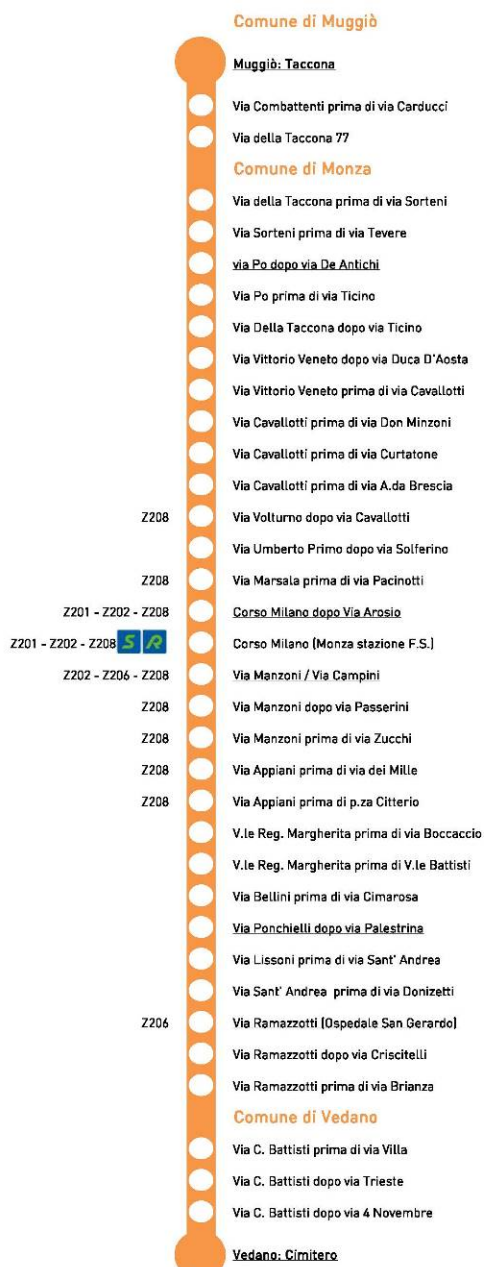 Comune di Muggiò
Muggiò: Taccona
Via Combattenti prima di via Carducci
Via della Taccona 77
Comune di Monza
Via della Taccona prima di via Sorteni
Via Sorteni prima di via Tevere
via Po dopo via De Antichi
Via Po prima di via Ticino
Via Della Taccona dopo via Ticino
Via Vittorio Veneto dopo via Duca D'Aosta
Via Vittorio Veneto prima di via Cavallotti
Via Cavallotti prima di via Don Minzoni
Via Cavallotti prima di via Curtatone
Via Cavallotti prima di via A.da Brescia
Z208 Via Volturno dopo via Cavallotti
Via Umberto Primo dopo via Solferino
Z208 Via Marsala prima di via Pacinotti
Z201 - Z202 - Z208 Corso Milano dopo Via Arosio
Z201 - Z202 - Z208 S R Corso Milano (Monza stazione F.S.)
Z202 - Z206 - Z208 Via Manzoni / Via Campini
Z208 Via Manzoni dopo via Passerini
Z208 Via Manzoni prima di via Zucchi
Z208 Via Appiani prima di via dei Mille
Z208 Via Appiani prima di p.za Citterio
V.le Reg. Margherita prima di via Boccaccio
V.le Reg. Margherita prima di V.le Battisti
Via Bellini prima di via Cimarosa
Via Ponchielli dopo via Palestrina
Via Lissoni prima di via Sant' Andrea
Via Sant' Andrea prima di via Donizetti
Z206 Via Ramazzotti (Ospedale San Gerardo)
Via Ramazzotti dopo via Criscitelli
Via Ramazzotti prima di via Brianza
Comune di Vedano
Via C. Battisti prima di via Villa
Via C. Battisti dopo via Trieste
Via C. Battisti dopo via 4 Novembre
Vedano: Cimitero